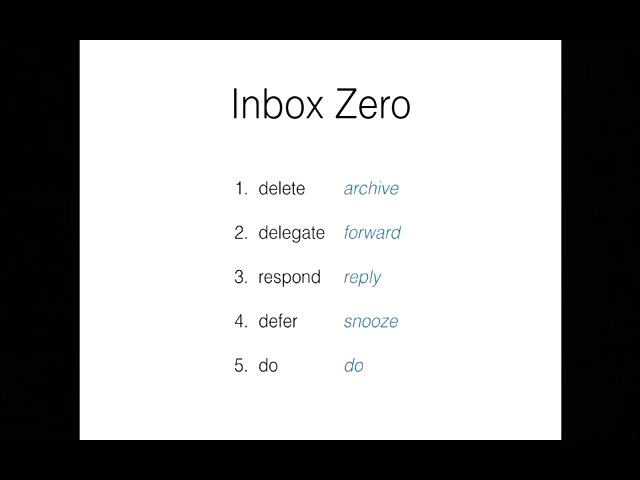 Inbox Zero
1. delete archive
2. delegate forward
3. respond reply
4. defer snooze
5. do do